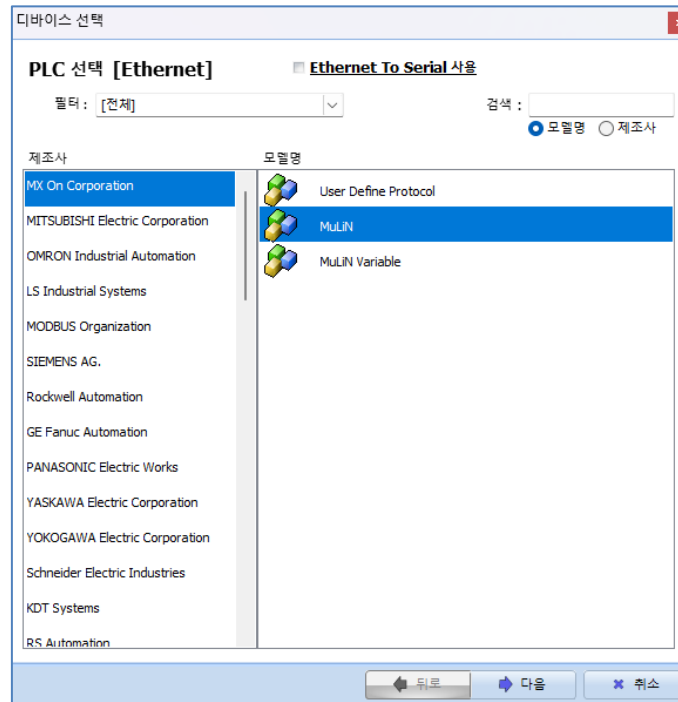 디바이스 선택
PLC 선택 [Ethernet]
Ethernet To Serial 사용
필터 : [전체]
검색 :
모델명 제조사
제조사
모델명
MX On Corporation
MITSUBISHI Electric Corporation
OMRON Industrial Automation
LS Industrial Systems
MODBUS Organization
SIEMENS AG.
Rockwell Automation
GE Fanuc Automation
PANASONIC Electric Works
YASKAWA Electric Corporation
YOKOGAWA Electric Corporation
Schneider Electric Industries
KDT Systems
RS Automation
User Define Protocol
MuLiN
MuLiN Variable
뒤로 다음 취소